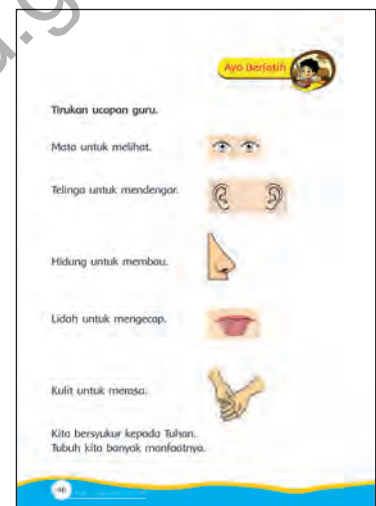 Ayo Berlatih
Tirukan ucapan guru.
Mata untuk melihat.
Telinga untuk mendengar.
Hidung untuk membau.
Lidah untuk mengecap.
Kulit untuk merasa.
Kita bersyukur kepada Tuhan.
Tubuh kita banyak manfaatnya.
46